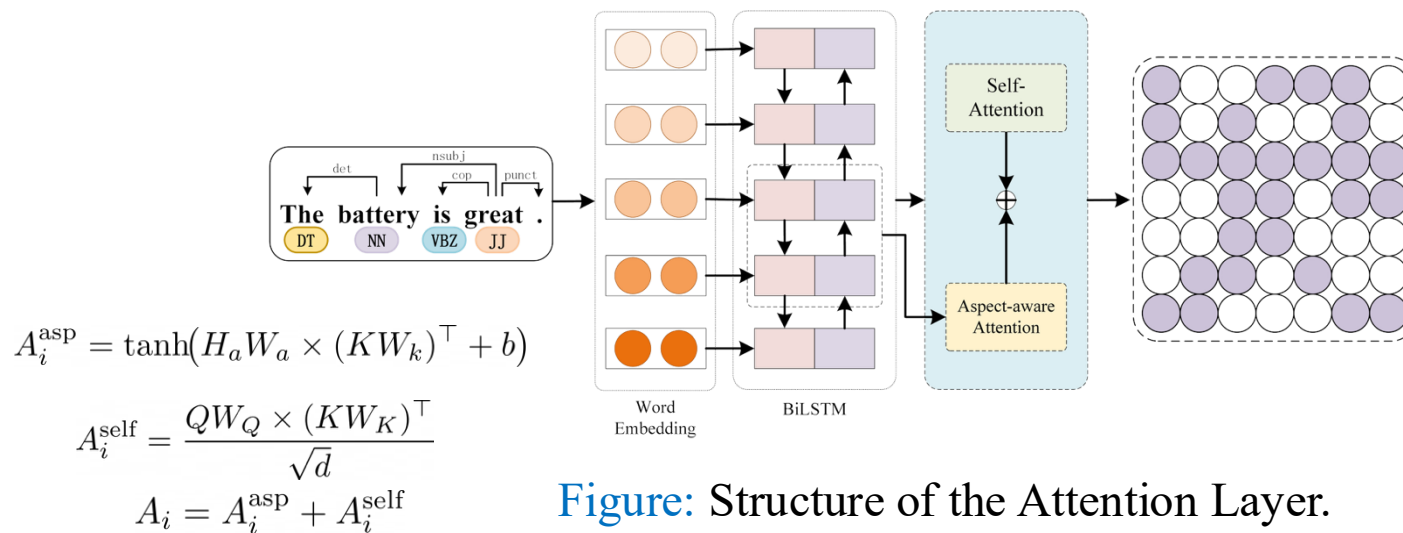 det
nsubj
cop
punct
The battery is great .
DT NN VBZ JJ
Word
Embedding
BiLSTM
Self-
Attention
Aspect-aware
Attention
A_i^{asp} = tanh(H_a W_a × (K W_k)^⊤ + b)
A_i^{self} = \frac{Q W_Q × (K W_K)^⊤}{\sqrt{d}}
A_i = A_i^{asp} + A_i^{self}
Figure: Structure of the Attention Layer.